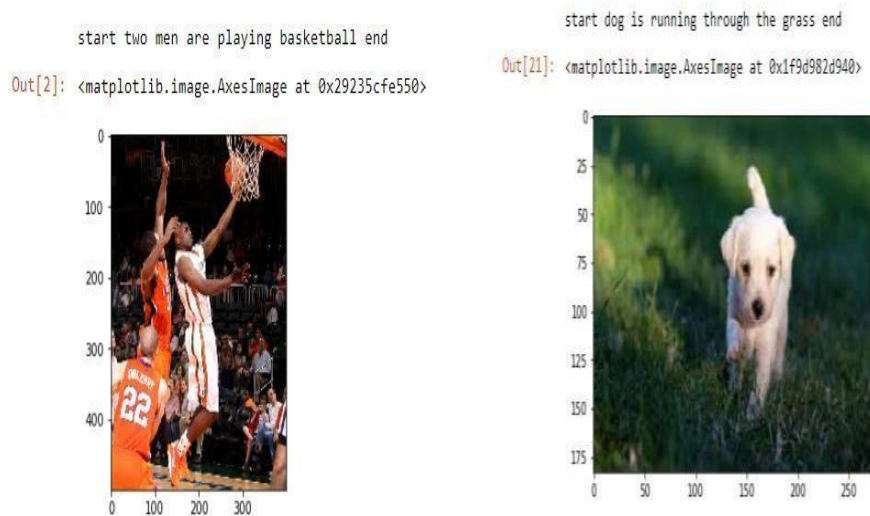 start two men are playing basketball end
Out[2]: <matplotlib.image.AxesImage at 0x29235cfe550>
0
100
200
300
400
0 100 200 300
22
start dog is running through the grass end
Out[21]: <matplotlib.image.AxesImage at 0x1f9d982d940>
0
25
50
75
100
125
150
175
0 50 100 150 200 250